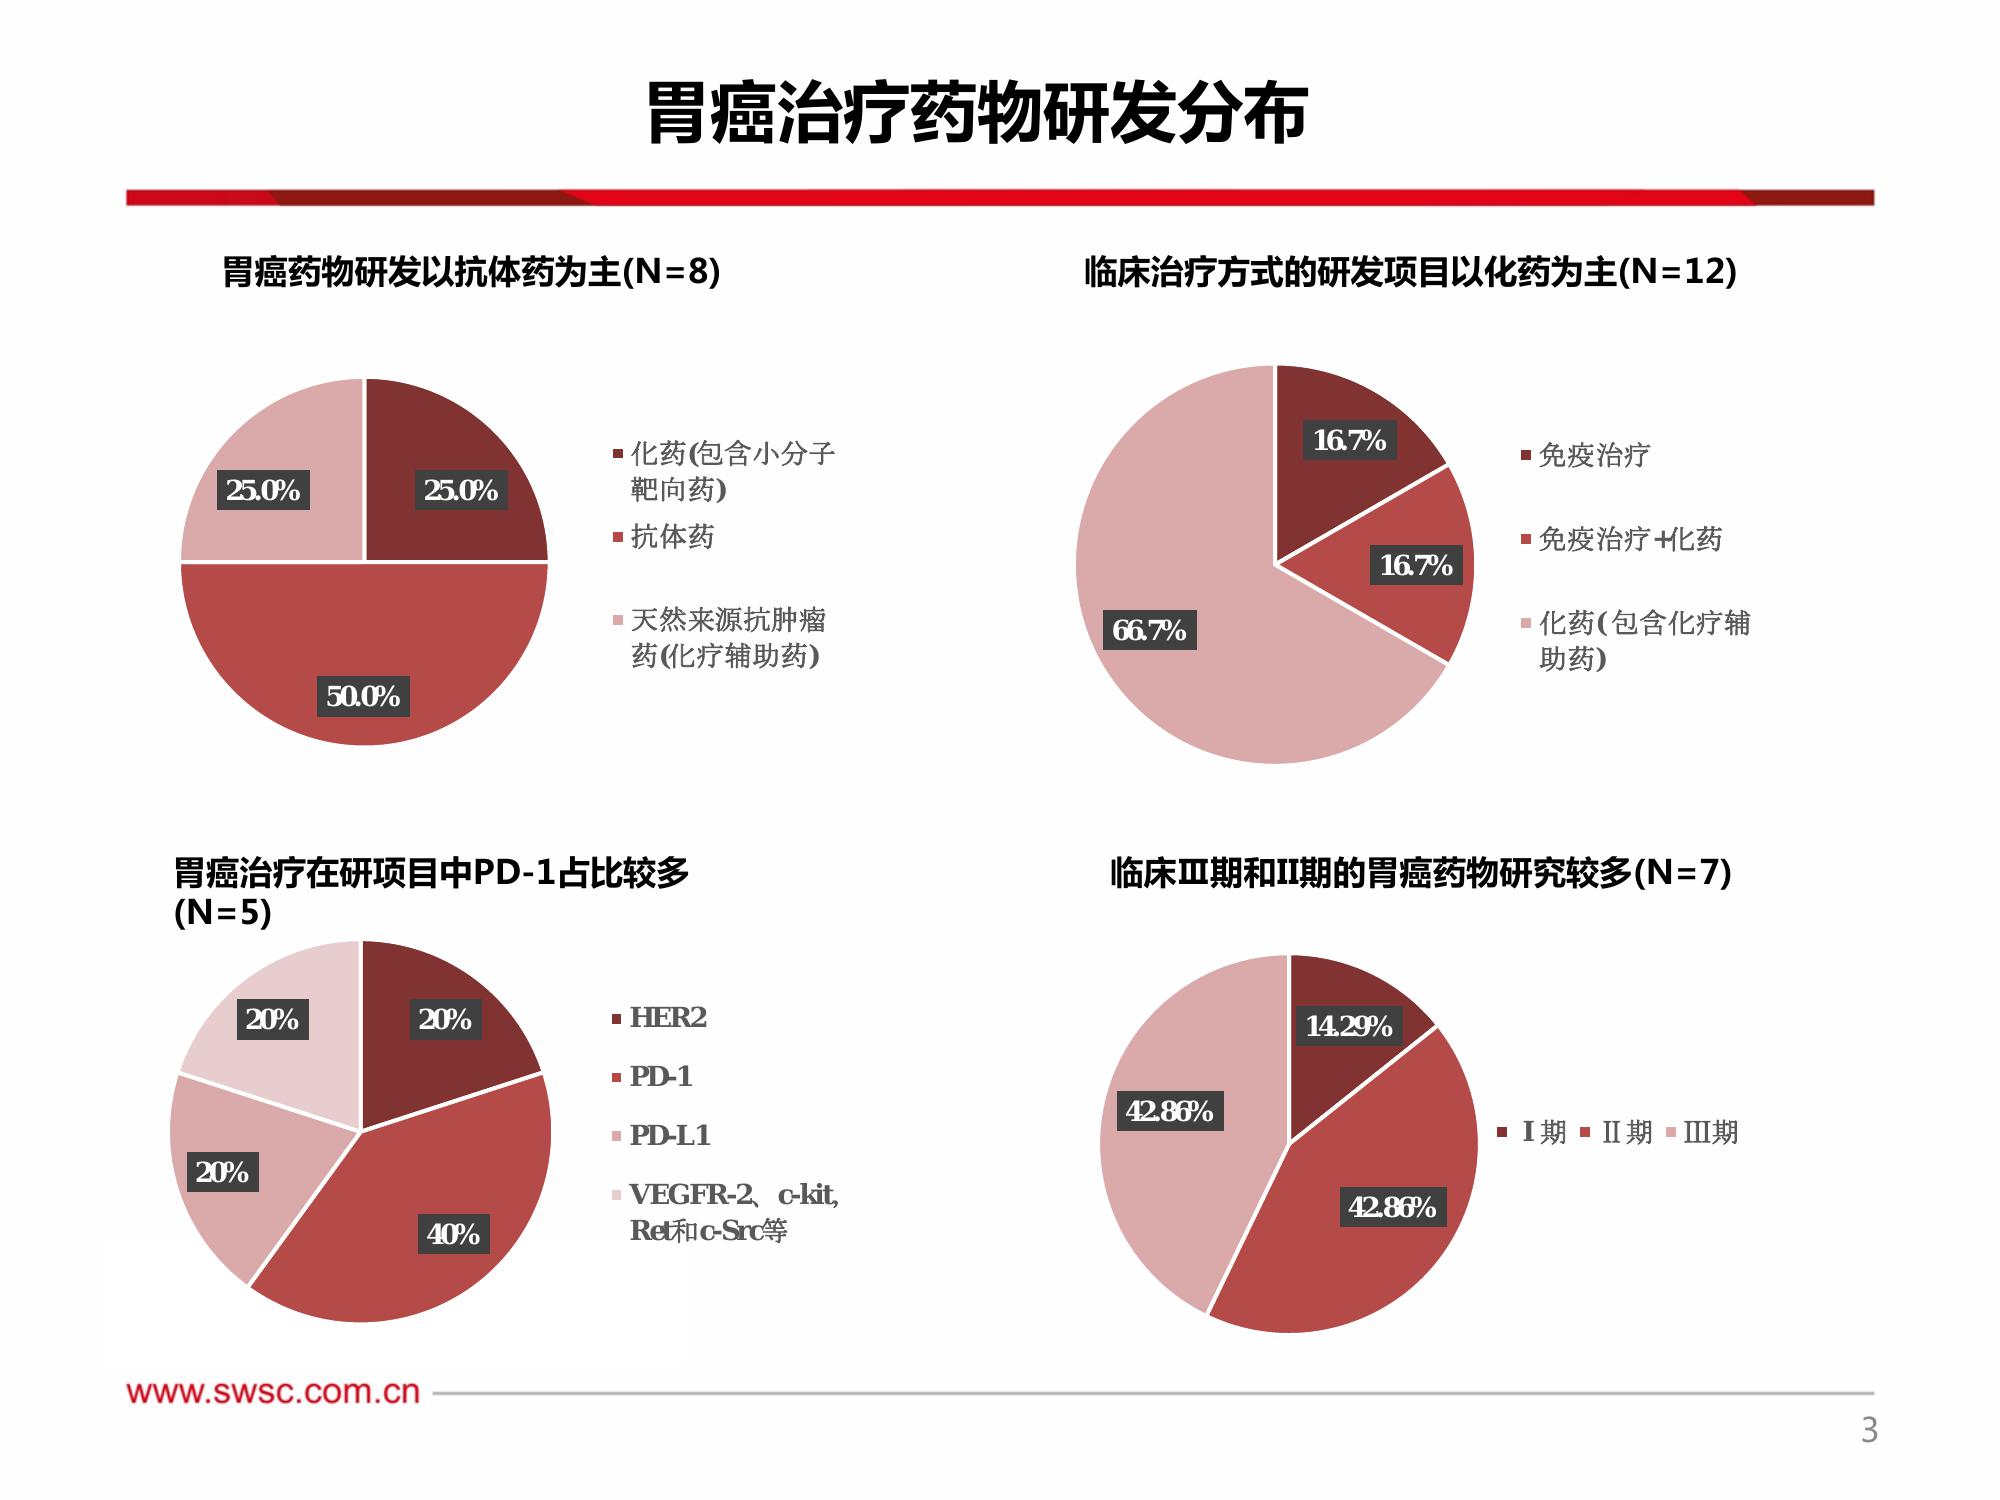 胃癌治疗药物研发分布
胃癌药物研发以抗体药为主(N=8)
25.0%
25.0%
50.0%
化药(包含小分子
靶向药)
抗体药
天然来源抗肿瘤
药(化疗辅助药)
临床治疗方式的研发项目以化药为主(N=12)
16.7%
16.7%
66.7%
免疫治疗
免疫治疗+化药
化药(包含化疗辅
助药)
胃癌治疗在研项目中PD-1占比较多
(N=5)
20%
20%
20%
40%
HER2
PD-1
PD-L1
VEGFR-2、c-kit,
Ret和c-Src等
临床Ⅲ期和II期的胃癌药物研究较多(N=7)
14.29%
42.86%
42.86%
Ⅰ期 Ⅱ期 Ⅲ期
www.swsc.com.cn
3